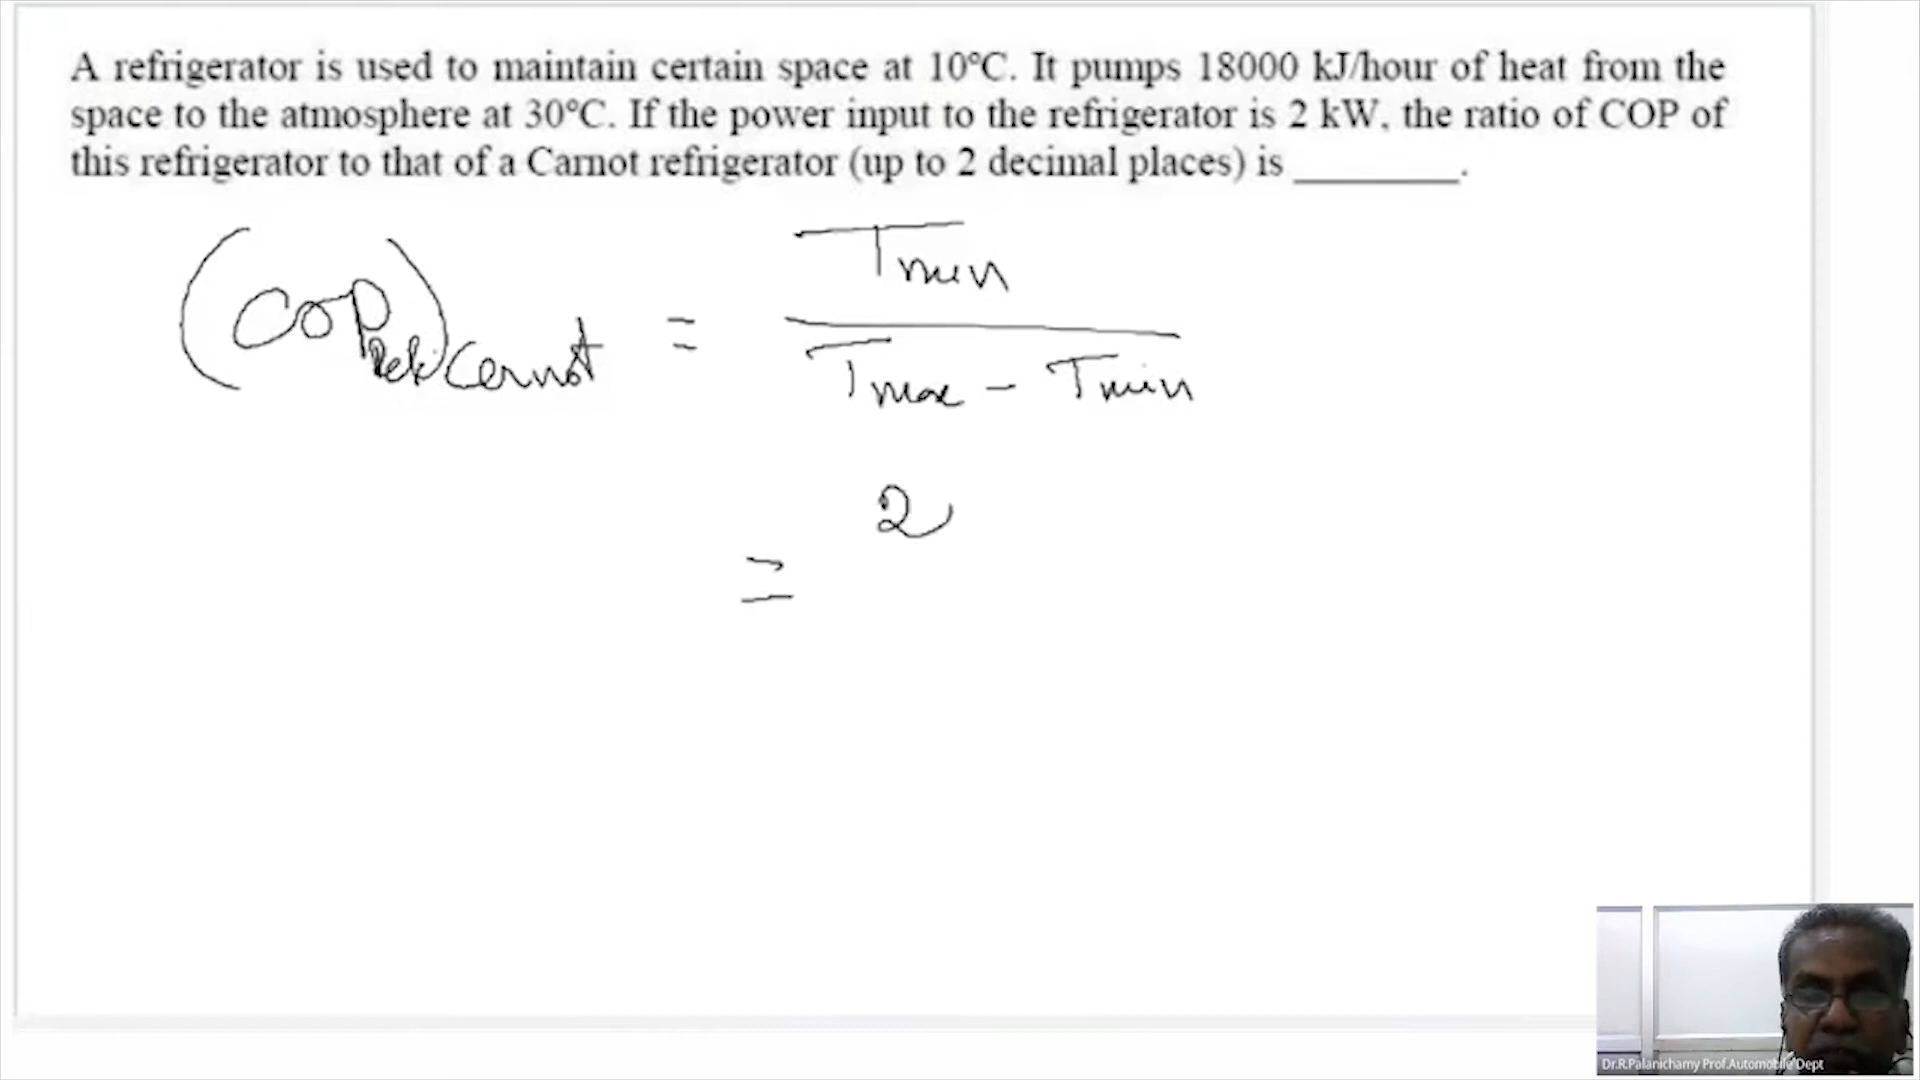 A refrigerator is used to maintain certain space at 10°C. It pumps 18000 kJ/hour of heat from the
space to the atmosphere at 30°C. If the power input to the refrigerator is 2 kW, the ratio of COP of
this refrigerator to that of a Carnot refrigerator (up to 2 decimal places) is ________.
(COP Ref) Carnot = Tmin
Tmax - Tmin
= 2
Dr.R.Palanichamy Prof.Automobile Dept